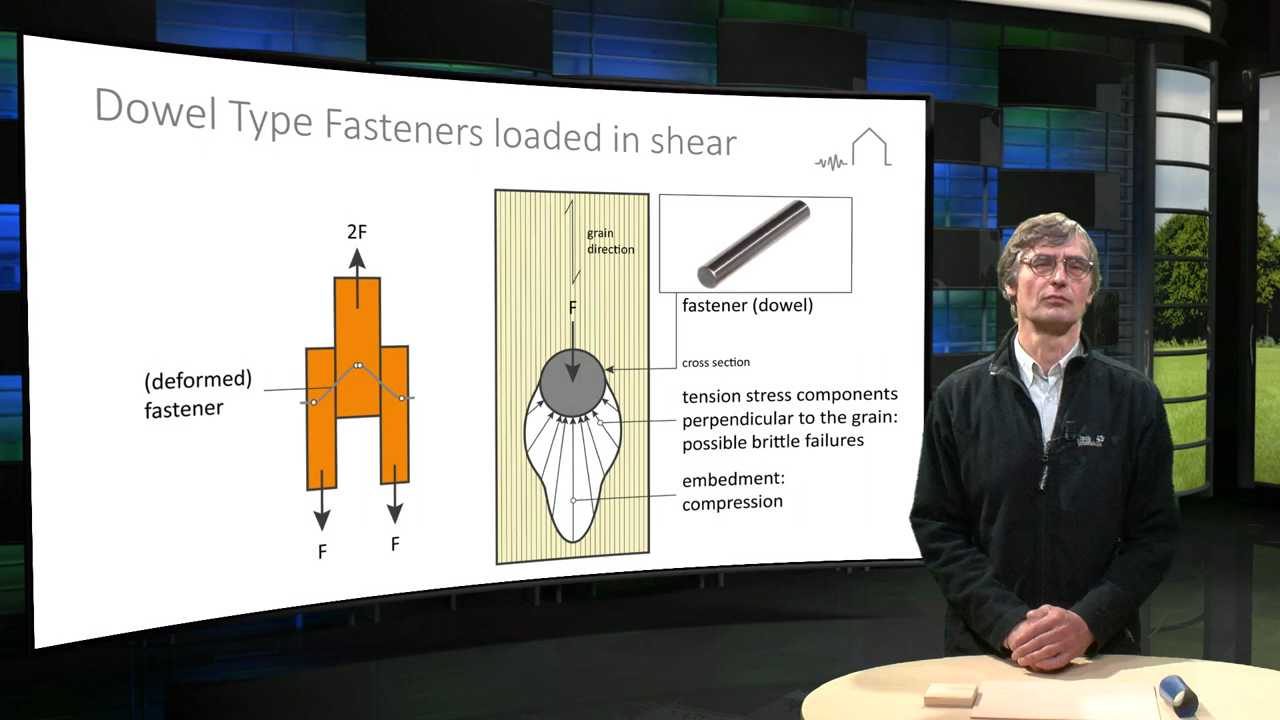 Dowel Type Fasteners loaded in shear
2F
(deformed)
fastener
F
F
grain
direction
F
fastener (dowel)
cross section
tension stress components
perpendicular to the grain:
possible brittle failures
embedment:
compression